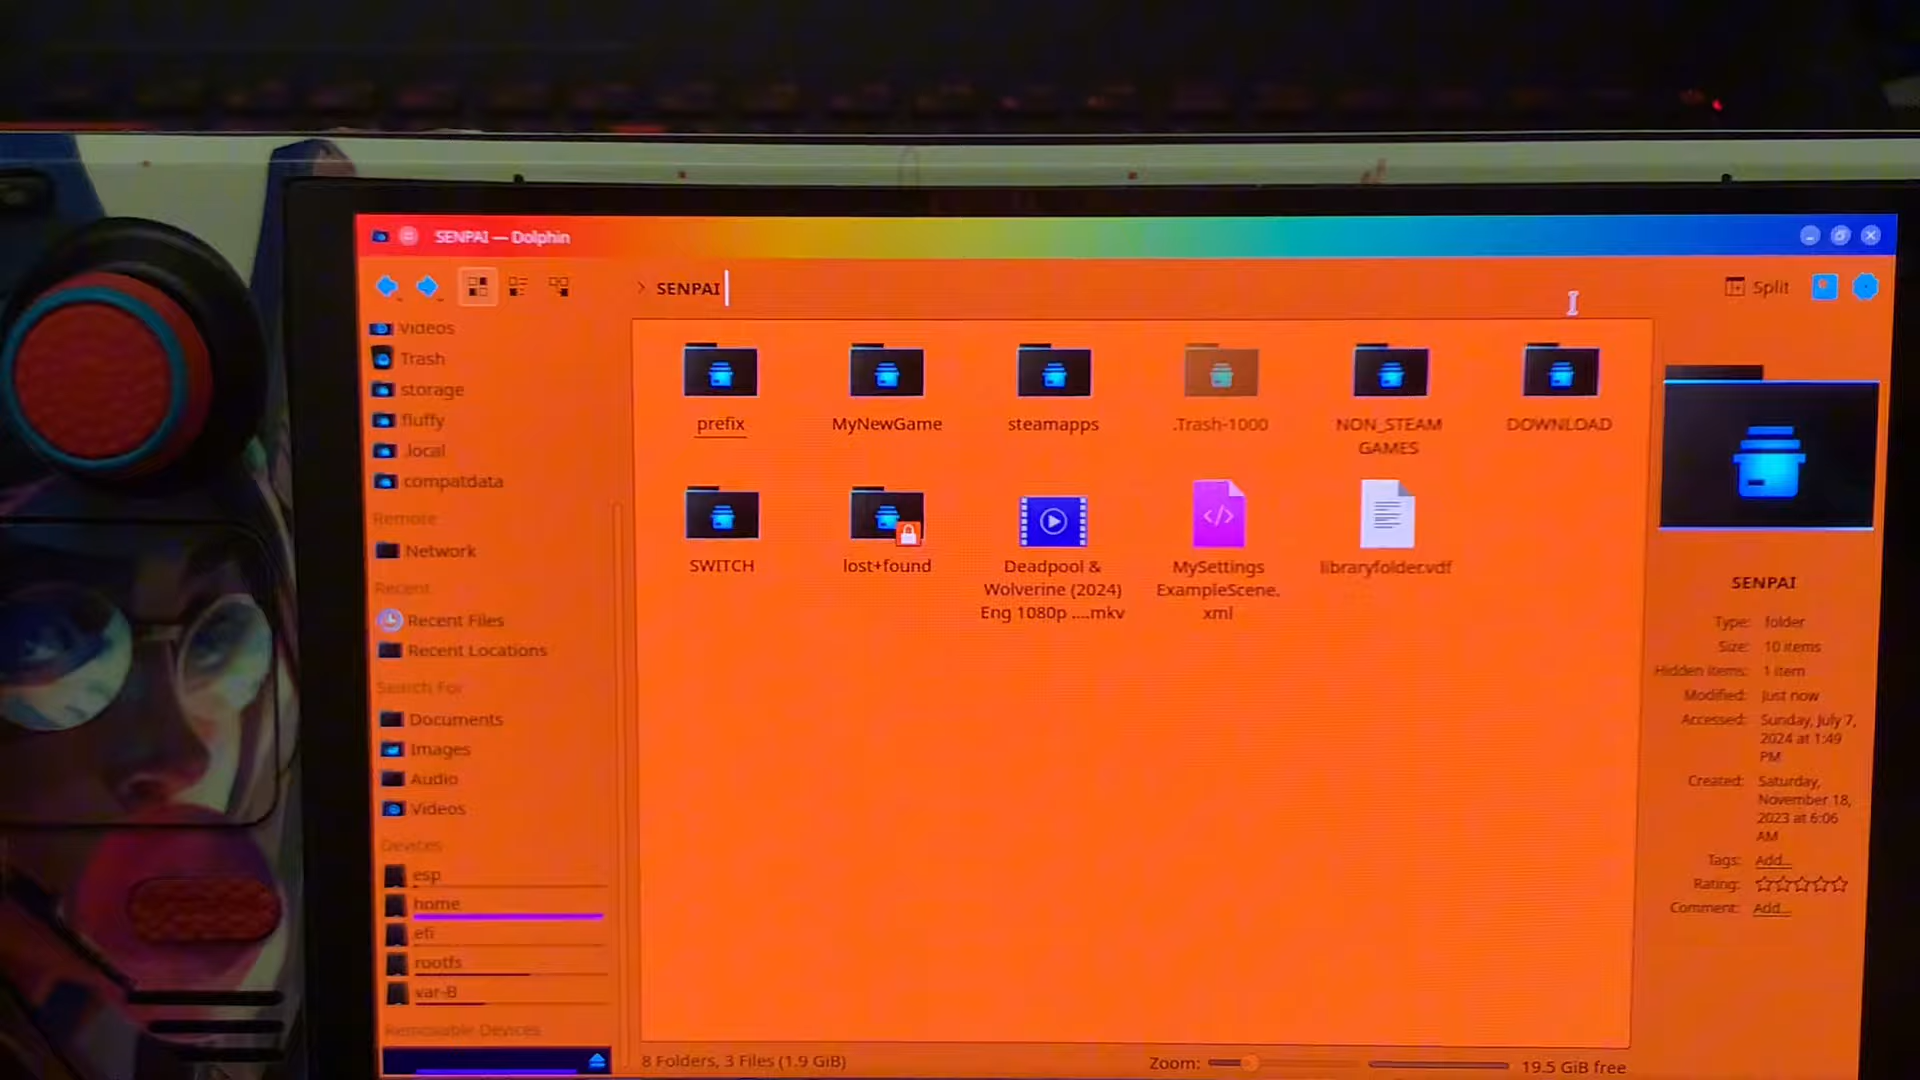 SENPAI — Dolphin
SENPAI
Split
Videos
Trash
storage
fluffy
.local
compatdata
Remote
Network
Recent
Recent Files
Recent Locations
Search For
Documents
Images
Audio
Videos
Devices
esp
home
efi
rootfs
var-B
Removable Devices
prefix
MyNewGame
steamapps
.Trash-1000
NON_STEAM
GAMES
DOWNLOAD
SWITCH
lost+found
Deadpool &
Wolverine (2024)
Eng 1080p ....mkv
MySettings
ExampleScene.
xml
libraryfolder.vdf
SENPAI
Type: folder
Size: 10 items
Hidden items: 1 item
Modified: Just now
Accessed: Sunday, July 7,
2024 at 1:49
PM
Created: Saturday,
November 18,
2023 at 6:06
AM
Tags: Add...
Rating:
Comment: Add...
8 Folders, 3 Files (1.9 GiB)
Zoom:
19.5 GiB free